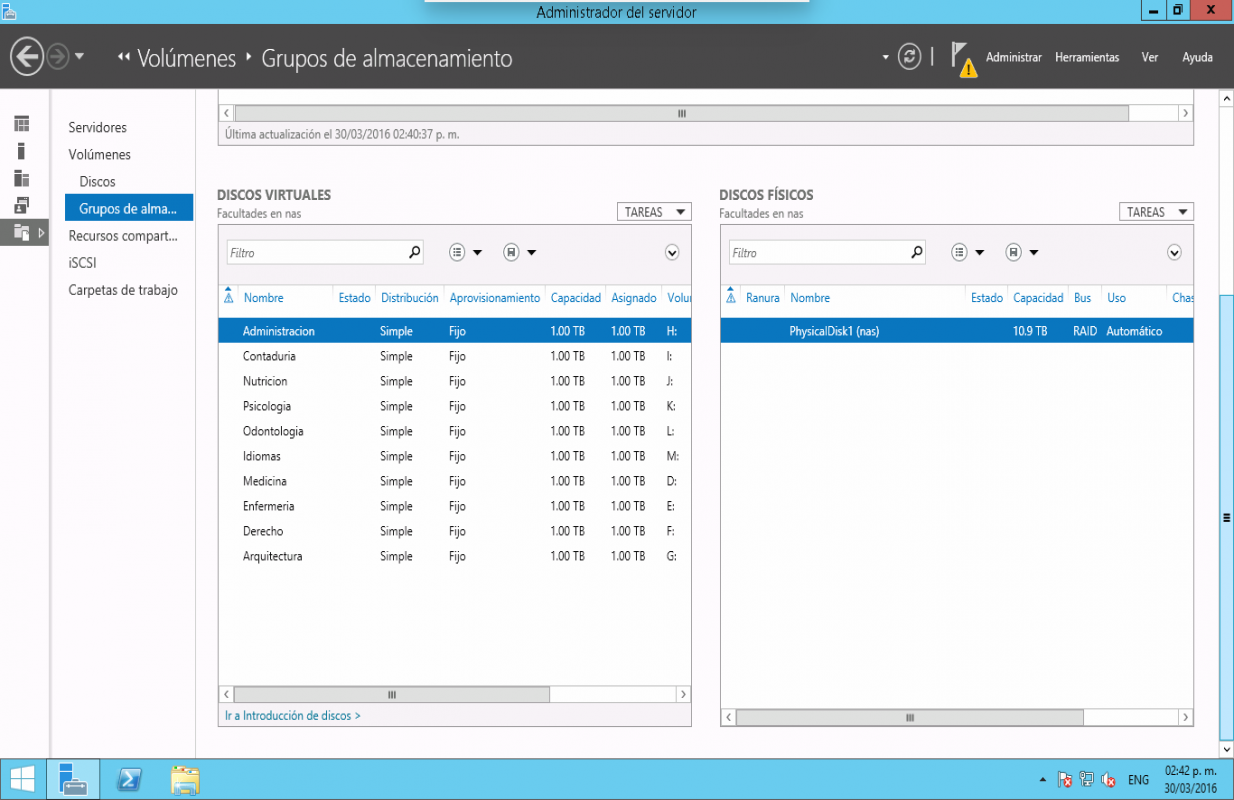 Administrador del servidor
Volúmenes
Grupos de almacenamiento
Administrar
Herramientas
Ver
Ayuda
Servidores
Volúmenes
Discos
Grupos de alma...
Recursos compart...
iSCSI
Carpetas de trabajo
Última actualización el 30/03/2016 02:40:37 p. m.
DISCOS VIRTUALES
Facultades en nas
TAREAS
Filtro
Nombre Estado Distribución Aprovisionamiento Capacidad Asignado Volu
Administracion Simple Fijo 1.00 TB 1.00 TB H:
Contaduria Simple Fijo 1.00 TB 1.00 TB I:
Nutricion Simple Fijo 1.00 TB 1.00 TB J:
Psicologia Simple Fijo 1.00 TB 1.00 TB K:
Odontologia Simple Fijo 1.00 TB 1.00 TB L:
Idiomas Simple Fijo 1.00 TB 1.00 TB M:
Medicina Simple Fijo 1.00 TB 1.00 TB D:
Enfermeria Simple Fijo 1.00 TB 1.00 TB E:
Derecho Simple Fijo 1.00 TB 1.00 TB F:
Arquitectura Simple Fijo 1.00 TB 1.00 TB G:
Ir a Introducción de discos >
DISCOS FÍSICOS
Facultades en nas
TAREAS
Filtro
Ranura Nombre Estado Capacidad Bus Uso Chas
PhysicalDisk1 (nas) 10.9 TB RAID Automático
ENG
02:42 p. m.
30/03/2016